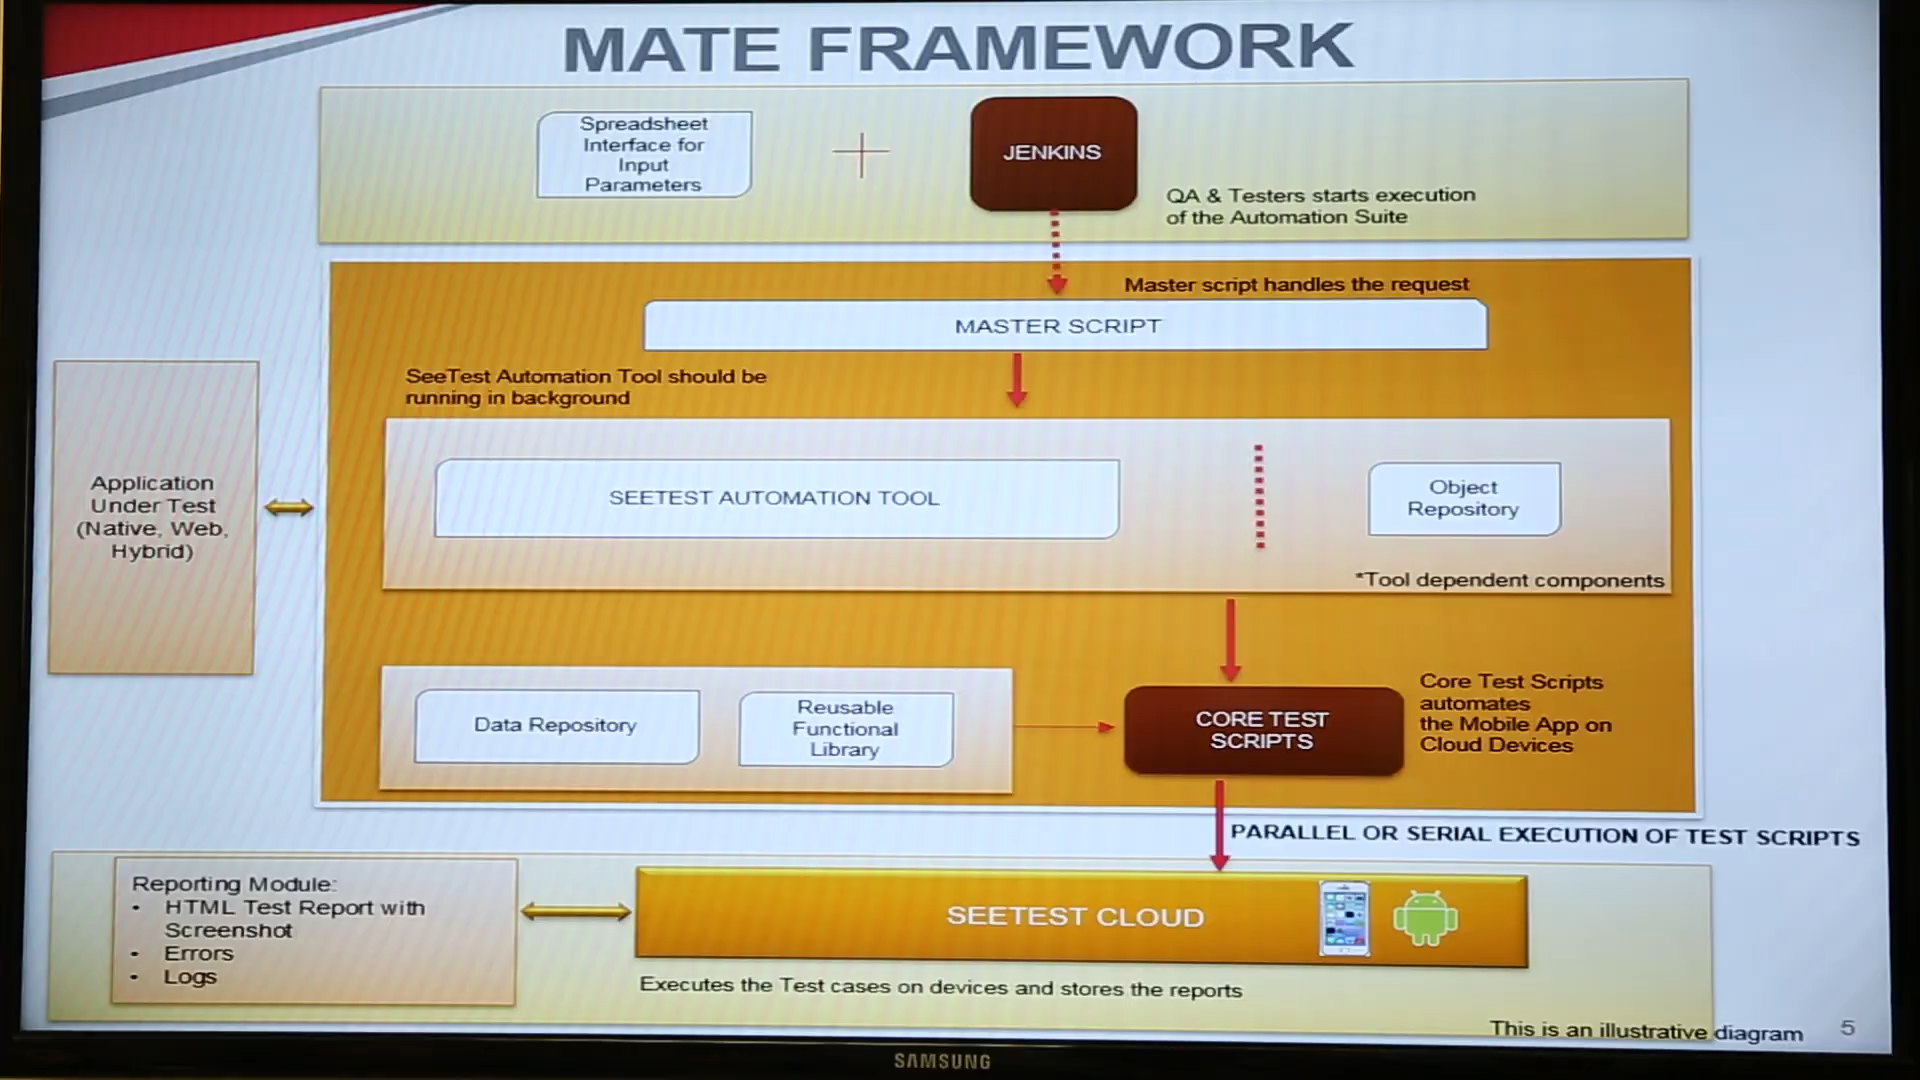 MATE FRAMEWORK
Spreadsheet
Interface for
Input
Parameters
JENKINS
QA & Testers starts execution
of the Automation Suite
Master script handles the request
MASTER SCRIPT
SeeTest Automation Tool should be
running in background
Application
Under Test
(Native, Web,
Hybrid)
SEETEST AUTOMATION TOOL
Object
Repository
*Tool dependent components
Data Repository
Reusable
Functional
Library
CORE TEST
SCRIPTS
Core Test Scripts
automates
the Mobile App on
Cloud Devices
PARALLEL OR SERIAL EXECUTION OF TEST SCRIPTS
Reporting Module:
• HTML Test Report with
Screenshot
• Errors
• Logs
SEETEST CLOUD
Executes the Test cases on devices and stores the reports
This is an illustrative diagram
5
SAMSUNG